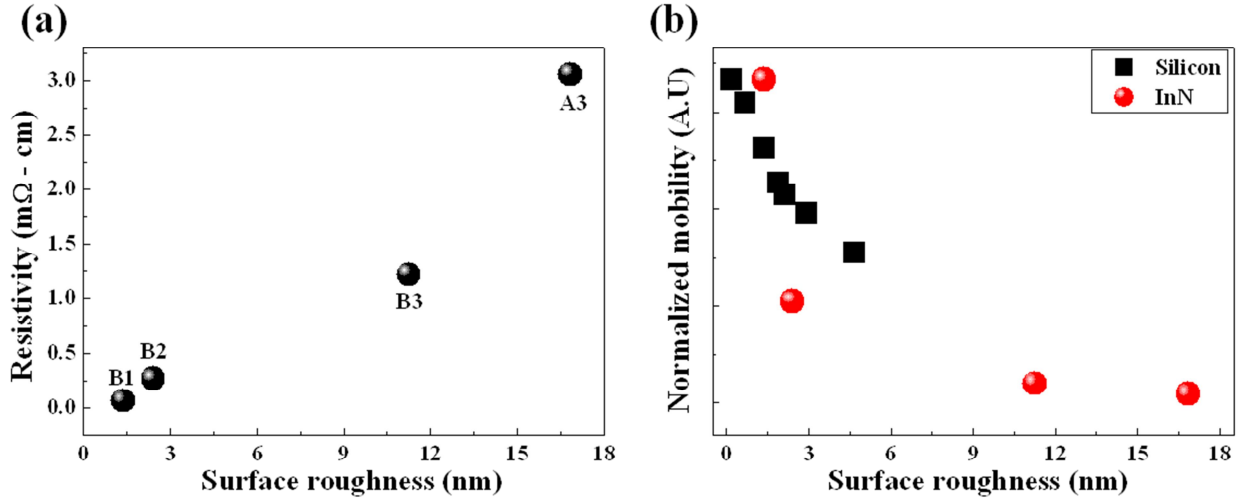 (a)
Resistivity (mΩ - cm)
3.0
2.5
2.0
1.5
1.0
0.5
0.0
A3
B3
B2
B1
0 3 6 9 12 15 18
Surface roughness (nm)
(b)
Normalized mobility (A.U)
Silicon
InN
0 3 6 9 12 15 18
Surface roughness (nm)